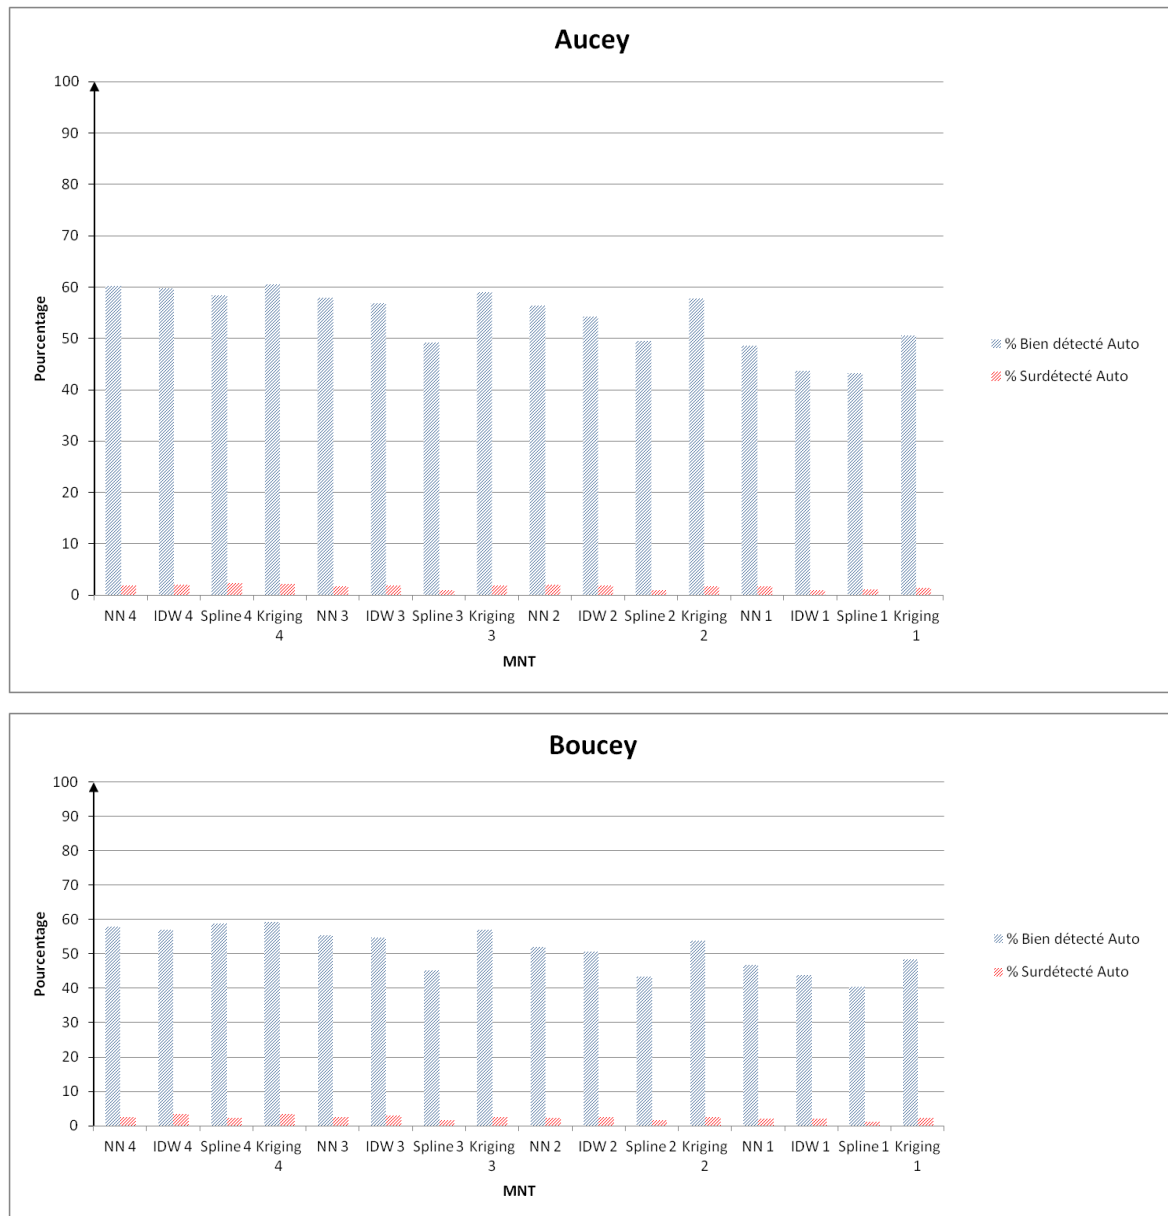 Aucey
100
90
80
70
60
50
40
30
20
10
0
Pourcentage
NN 4 IDW 4 Spline 4 Kriging 4 NN 3 IDW 3 Spline 3 Kriging 3 NN 2 IDW 2 Spline 2 Kriging 2 NN 1 IDW 1 Spline 1 Kriging 1
MNT
% Bien détecté Auto
% Surdétecté Auto
Boucey
100
90
80
70
60
50
40
30
20
10
0
Pourcentage
NN 4 IDW 4 Spline 4 Kriging 4 NN 3 IDW 3 Spline 3 Kriging 3 NN 2 IDW 2 Spline 2 Kriging 2 NN 1 IDW 1 Spline 1 Kriging 1
MNT
% Bien détecté Auto
% Surdétecté Auto